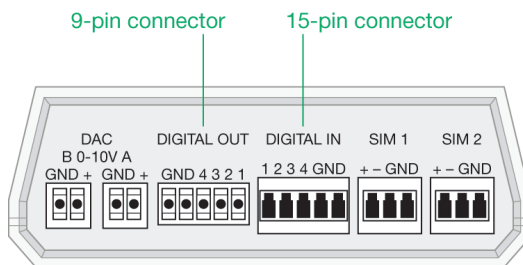 9-pin connector 15-pin connector
DAC DIGITAL OUT DIGITAL IN SIM 1 SIM 2
B 0-10V A
GND + GND + GND 4 3 2 1 1 2 3 4 GND + – GND + – GND